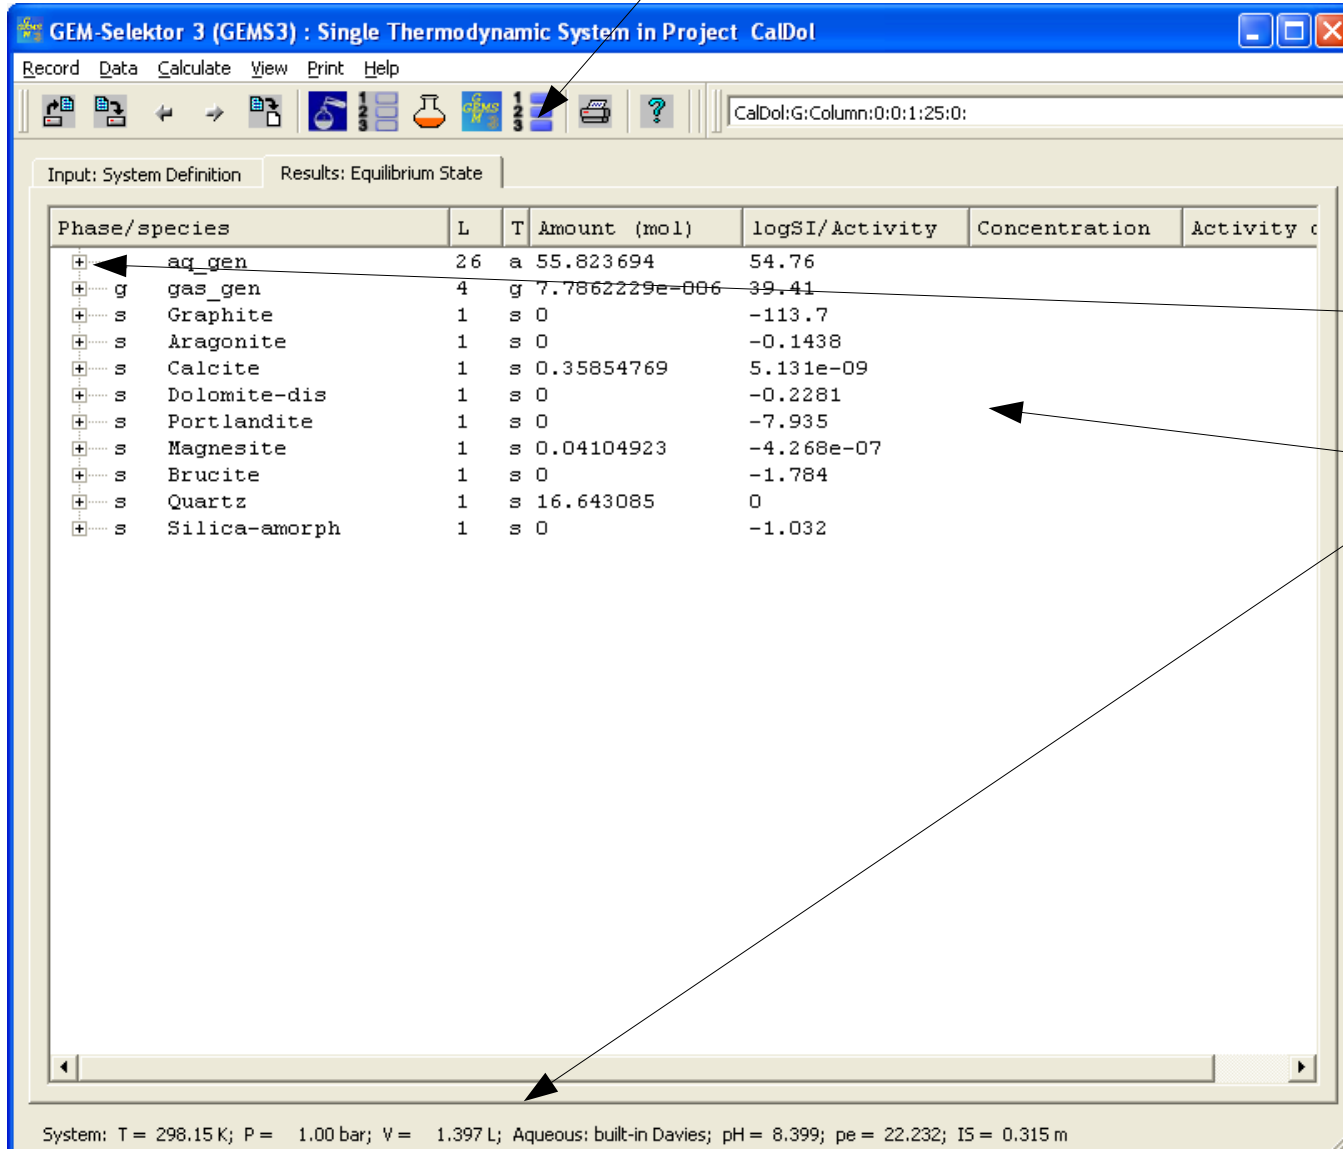 GEM-Selektor 3 (GEMS3) : Single Thermodynamic System in Project CalDol
Record Data Calculate View Print Help
CalDol:G:Column:0:0:1:25:0:
Input: System Definition Results: Equilibrium State
Phase/species L T Amount (mol) logSI/Activity Concentration Activity c
aq_gen 26 a 55.823694 54.76
g gas_gen 4 g 7.7862229e-006 39.41
s Graphite 1 s 0 -113.7
s Aragonite 1 s 0 -0.1438
s Calcite 1 s 0.35854769 5.131e-09
s Dolomite-dis 1 s 0 -0.2281
s Portlandite 1 s 0 -7.935
s Magnesite 1 s 0.04104923 -4.268e-07
s Brucite 1 s 0 -1.784
s Quartz 1 s 16.643085 0
s Silica-amorph 1 s 0 -1.032
System: T = 298.15 K; P = 1.00 bar; V = 1.397 L; Aqueous: built-in Davies; pH = 8.399; pe = 22.232; IS = 0.315 m